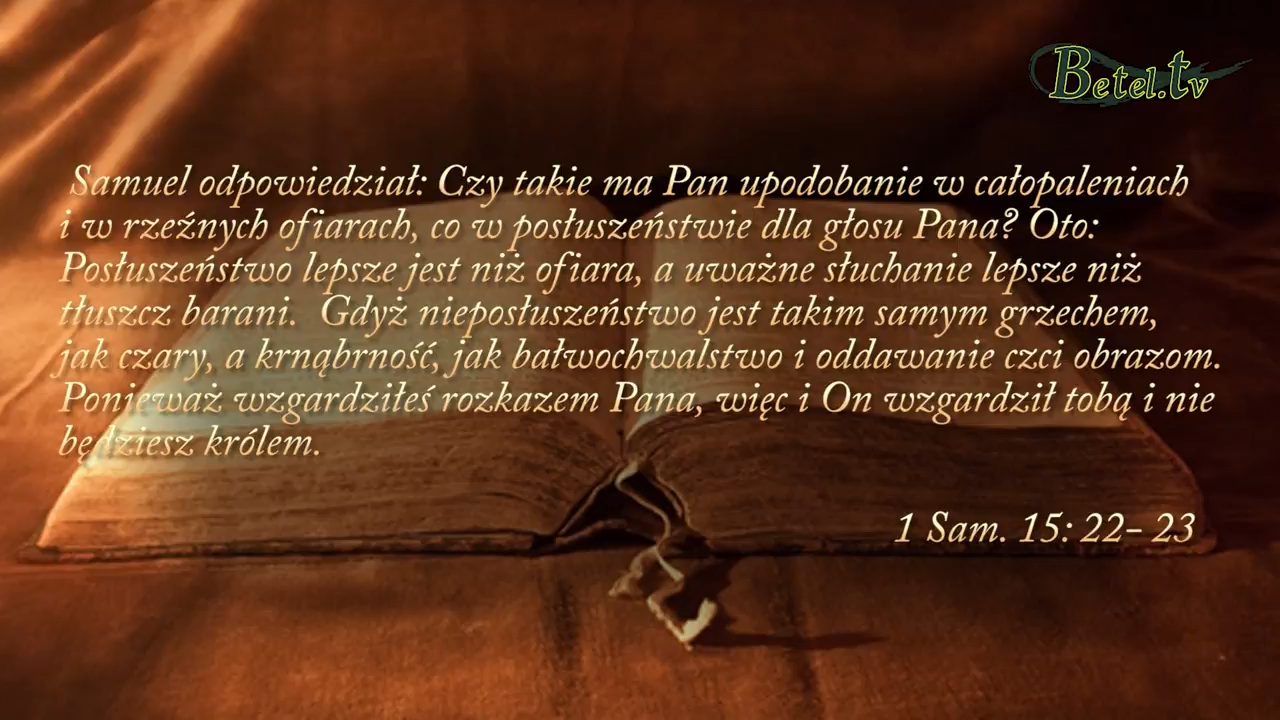 Betel.tv
Samuel odpowiedział: Czy takie ma Pan upodobanie w całopaleniach
i w rzeźnych ofiarach, co w posłuszeństwie dla głosu Pana? Oto:
Posłuszeństwo lepsze jest niż ofiara, a uważne słuchanie lepsze niż
tłuszcz barani. Gdyż nieposłuszeństwo jest takim samym grzechem,
jak czary, a krnąbrność, jak bałwochwalstwo i oddawanie czci obrazom.
Ponieważ wzgardziłeś rozkazem Pana, więc i On wzgardził tobą i nie
będziesz królem.
1 Sam. 15: 22- 23